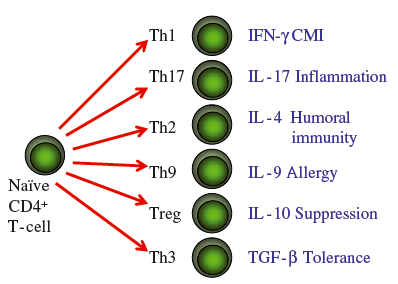 Th1 IFN-γ CMI
Th17 IL-17 Inflammation
Th2 IL-4 Humoral
immunity
Th9 IL-9 Allergy
Naïve
CD4⁺
T-cell
Treg IL-10 Suppression
Th3 TGF-β Tolerance